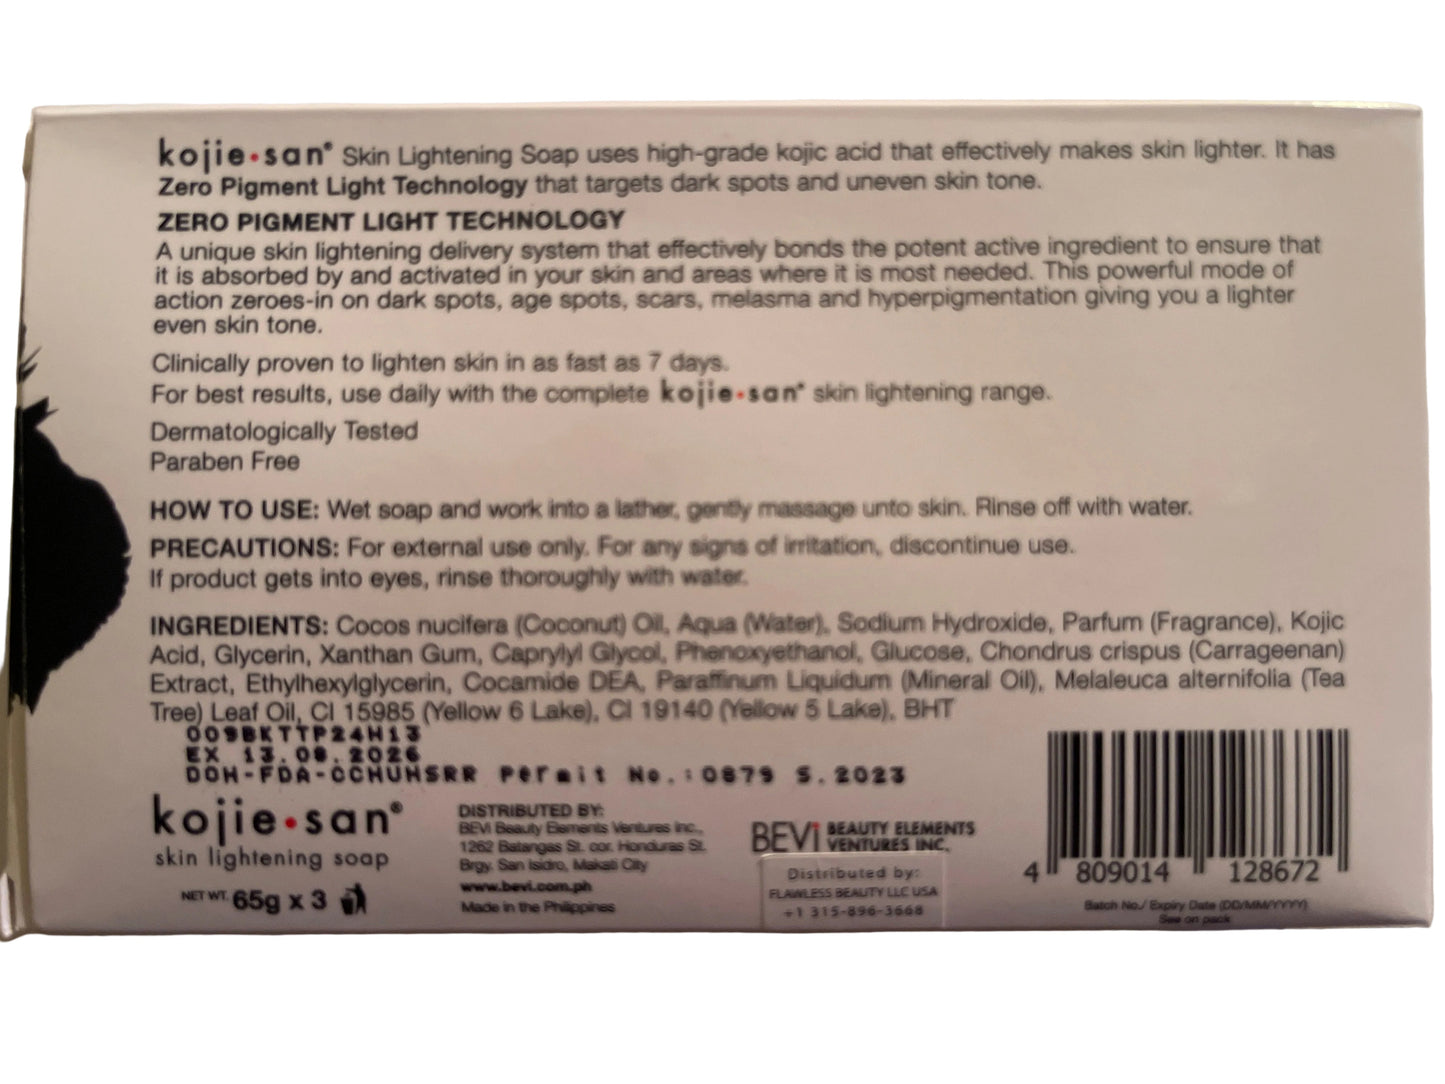 kojie•san® Skin Lightening Soap uses high-grade kojic acid that effectively makes skin lighter. It has
Zero Pigment Light Technology that targets dark spots and uneven skin tone.
ZERO PIGMENT LIGHT TECHNOLOGY
A unique skin lightening delivery system that effectively bonds the potent active ingredient to ensure that
it is absorbed by and activated in your skin and areas where it is most needed. This powerful mode of
action zeroes-in on dark spots, age spots, scars, melasma and hyperpigmentation giving you a lighter
even skin tone.
Clinically proven to lighten skin in as fast as 7 days.
For best results, use daily with the complete kojie•san® skin lightening range.
Dermatologically Tested
Paraben Free
HOW TO USE: Wet soap and work into a lather, gently massage unto skin. Rinse off with water.
PRECAUTIONS: For external use only. For any signs of irritation, discontinue use.
If product gets into eyes, rinse thoroughly with water.
INGREDIENTS: Cocos nucifera (Coconut) Oil, Aqua (Water), Sodium Hydroxide, Parfum (Fragrance), Kojic
Acid, Glycerin, Xanthan Gum, Caprylyl Glycol, Phenoxyethanol, Glucose, Chondrus crispus (Carrageenan)
Extract, Ethylhexylglycerin, Cocamide DEA, Paraffinum Liquidum (Mineral Oil), Melaleuca alternifolia (Tea
Tree) Leaf Oil, CI 15985 (Yellow 6 Lake), CI 19140 (Yellow 5 Lake), BHT
009BKTTP24H13
EX 13.08.2026
DOH-FDA-CCHUHSRR Permit No.:0879 S.2023
kojie•san®
skin lightening soap
NET WT. 65g x 3
DISTRIBUTED BY:
BEVI Beauty Elements Ventures Inc.,
1262 Batangas St. cor. Honduras St.
Brgy. San Isidro, Makati City
www.bevi.com.ph
Made in the Philippines
BEVi BEAUTY ELEMENTS
VENTURES INC.
Distributed by:
FLAWLESS BEAUTY LLC USA
+1 315-896-3668
4 809014 128672
Batch No./ Expiry Date (DD/MM/YYYY)
See on pack